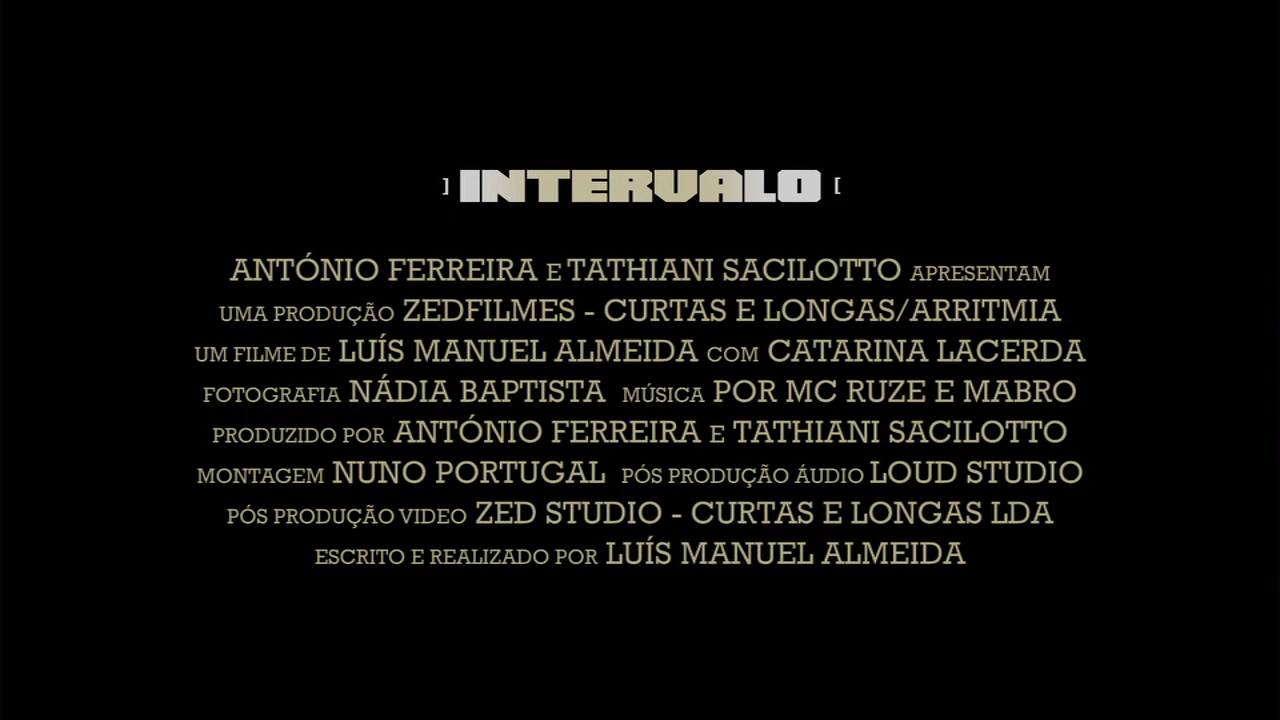 ] INTERVALO [
ANTÓNIO FERREIRA E TATHIANI SACILOTTO APRESENTAM
UMA PRODUÇÃO ZEDFILMES - CURTAS E LONGAS/ARRITMIA
UM FILME DE LUÍS MANUEL ALMEIDA COM CATARINA LACERDA
FOTOGRAFIA NÁDIA BAPTISTA MÚSICA POR MC RUZE E MABRO
PRODUZIDO POR ANTÓNIO FERREIRA E TATHIANI SACILOTTO
MONTAGEM NUNO PORTUGAL PÓS PRODUÇÃO ÁUDIO LOUD STUDIO
PÓS PRODUÇÃO VIDEO ZED STUDIO - CURTAS E LONGAS LDA
ESCRITO E REALIZADO POR LUÍS MANUEL ALMEIDA